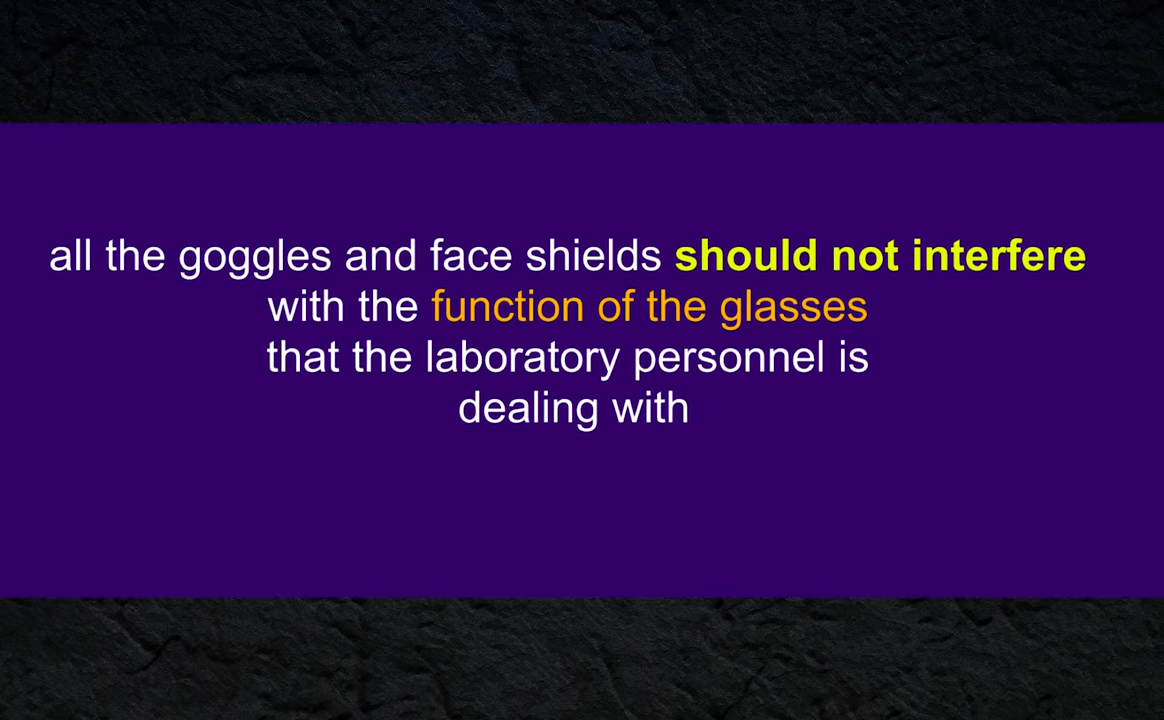 all the goggles and face shields should not interfere
with the function of the glasses
that the laboratory personnel is
dealing with